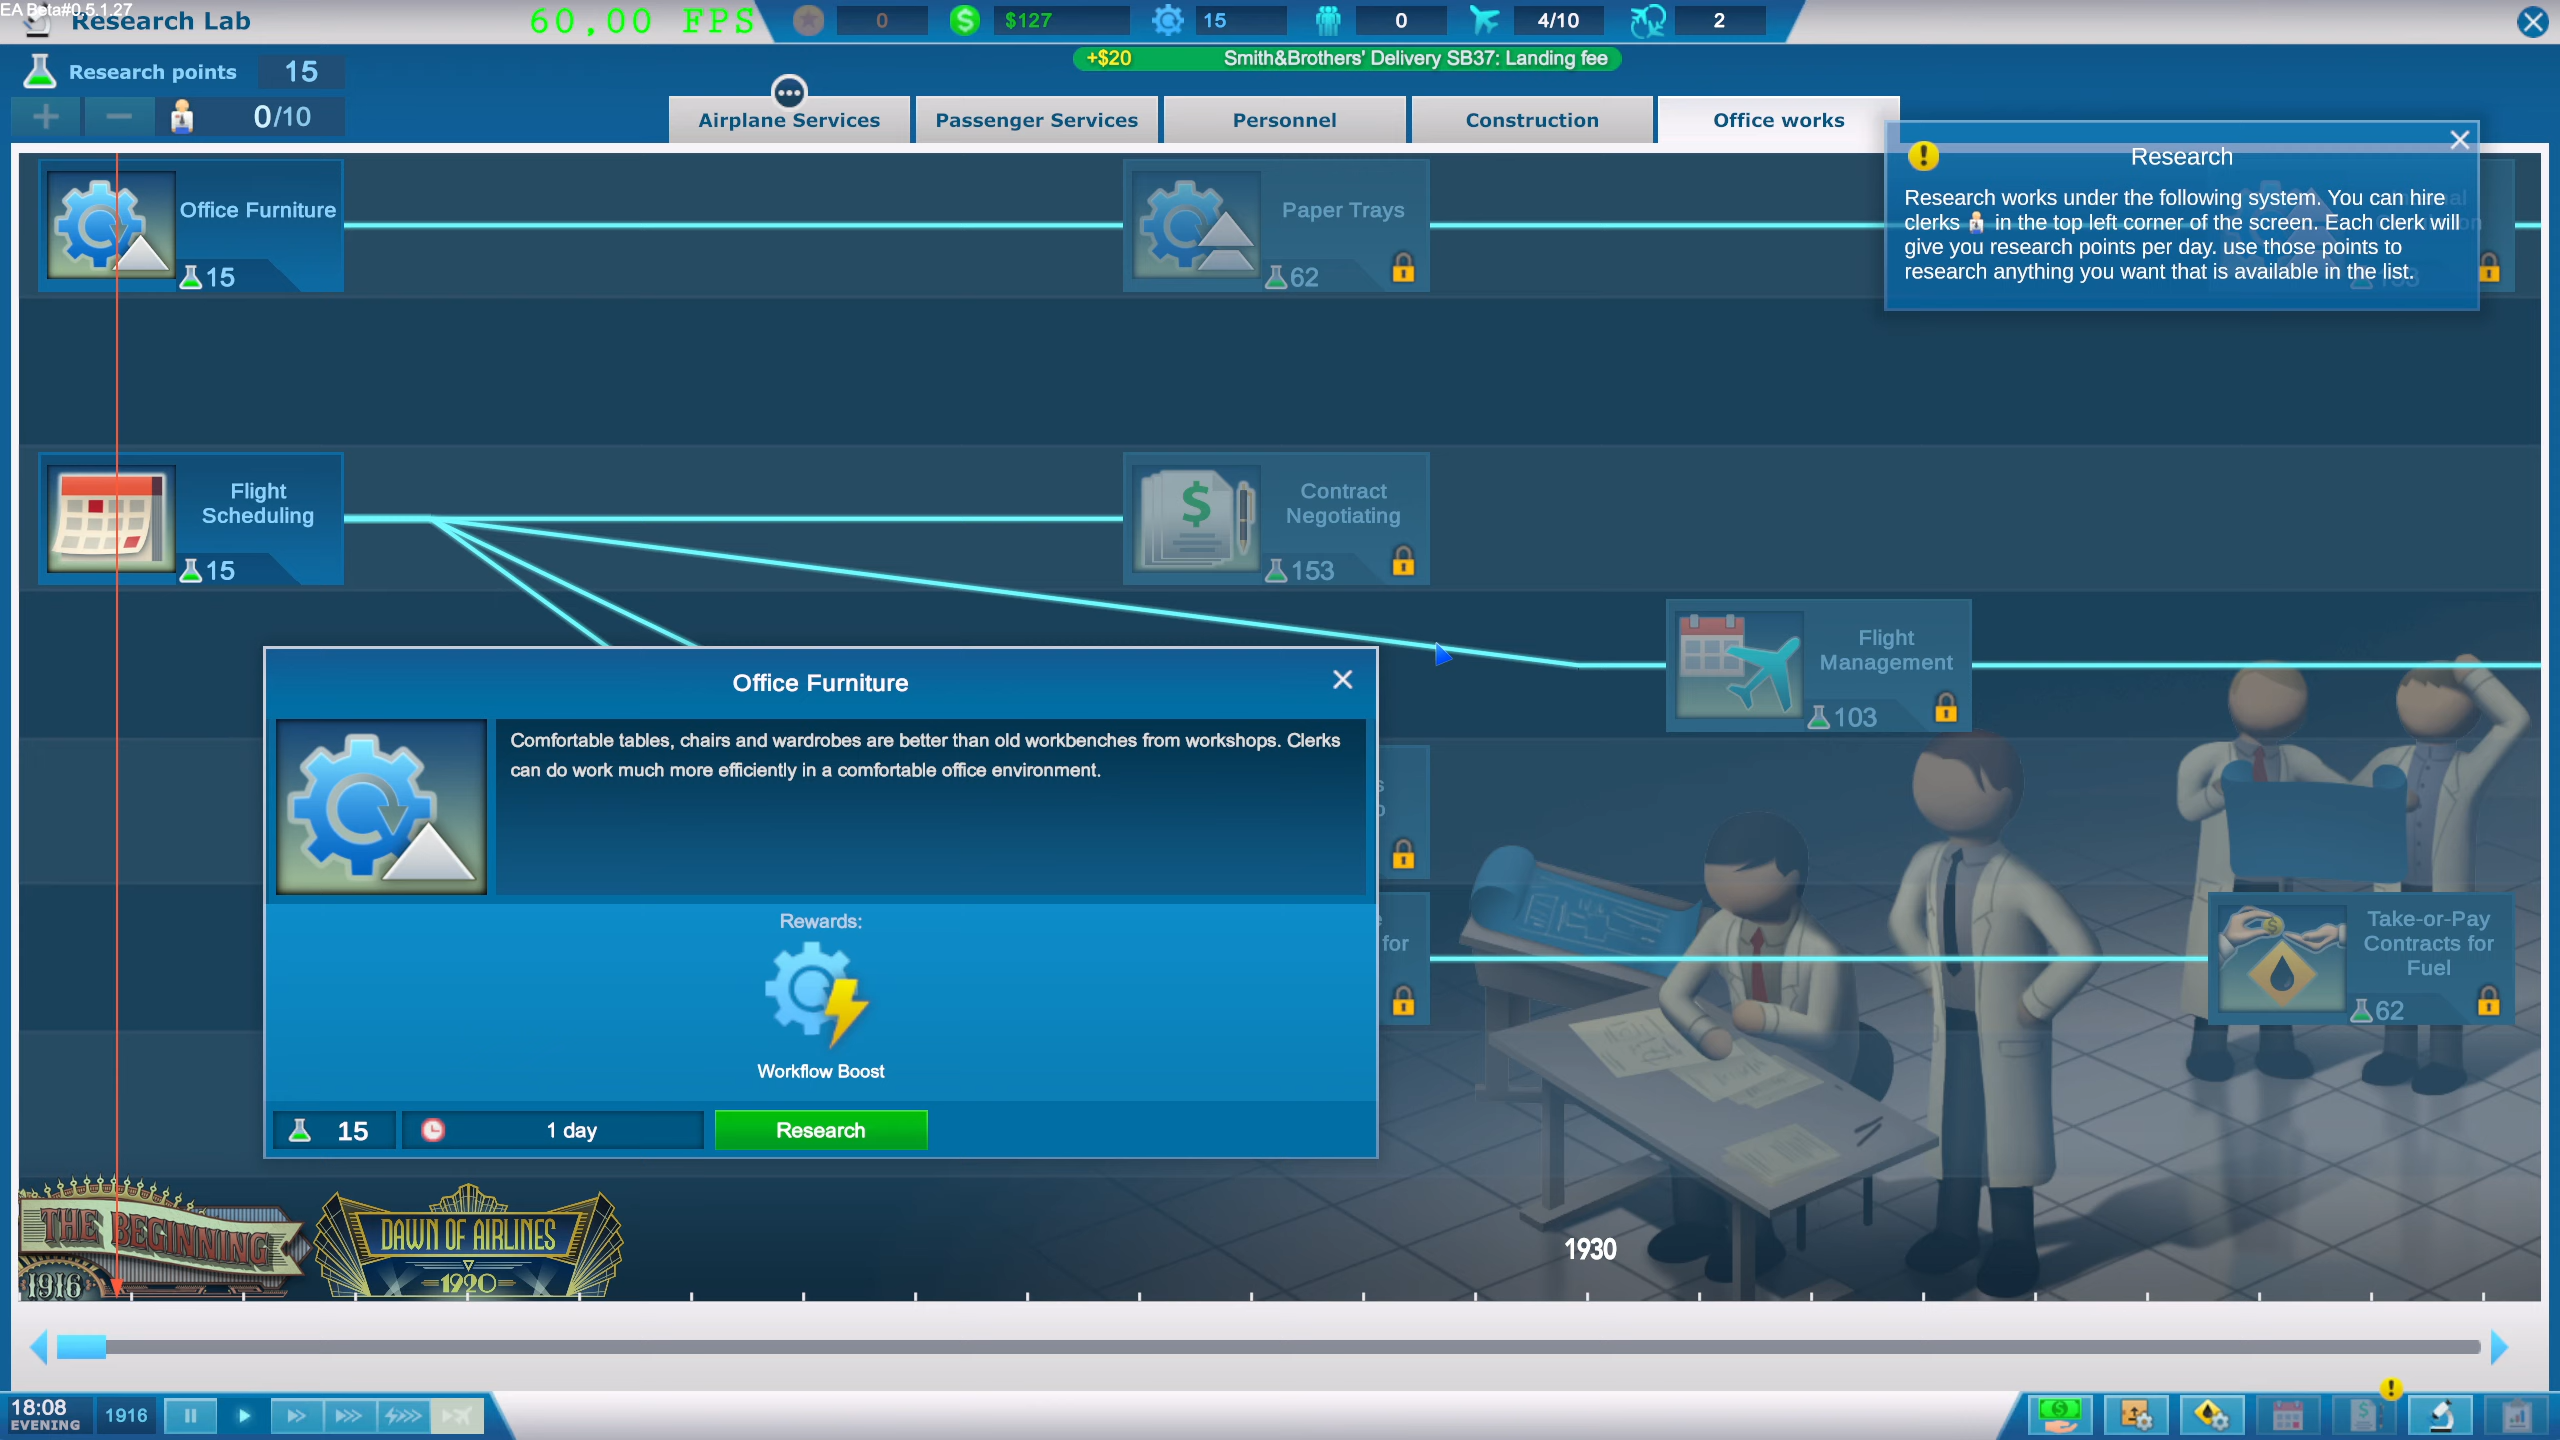 EA Beta#0.5.1.27
Research Lab
60,00 FPS
0
$127
15
0
4/10
2
+$20 Smith&Brothers' Delivery SB37: Landing fee
Research points 15
0/10
Airplane Services
Passenger Services
Personnel
Construction
Office works
Research
Research works under the following system. You can hire
clerks in the top left corner of the screen. Each clerk will
give you research points per day. use those points to
research anything you want that is available in the list.
Office Furniture
15
Paper Trays
62
Flight
Scheduling
15
Contract
Negotiating
153
Flight
Management
103
Office Furniture
Comfortable tables, chairs and wardrobes are better than old workbenches from workshops. Clerks
can do work much more efficiently in a comfortable office environment.
Rewards:
Workflow Boost
15
1 day
Research
for
Take-or-Pay
Contracts for
Fuel
62
THE BEGINNING
1916
DAWN OF AIRLINES
1920
1930
18:08
EVENING
1916